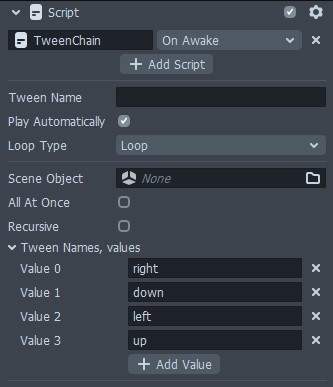 Script
TweenChain On Awake
+ Add Script
Tween Name
Play Automatically
Loop Type Loop
Scene Object None
All At Once
Recursive
Tween Names, values
Value 0 right
Value 1 down
Value 2 left
Value 3 up
+ Add Value